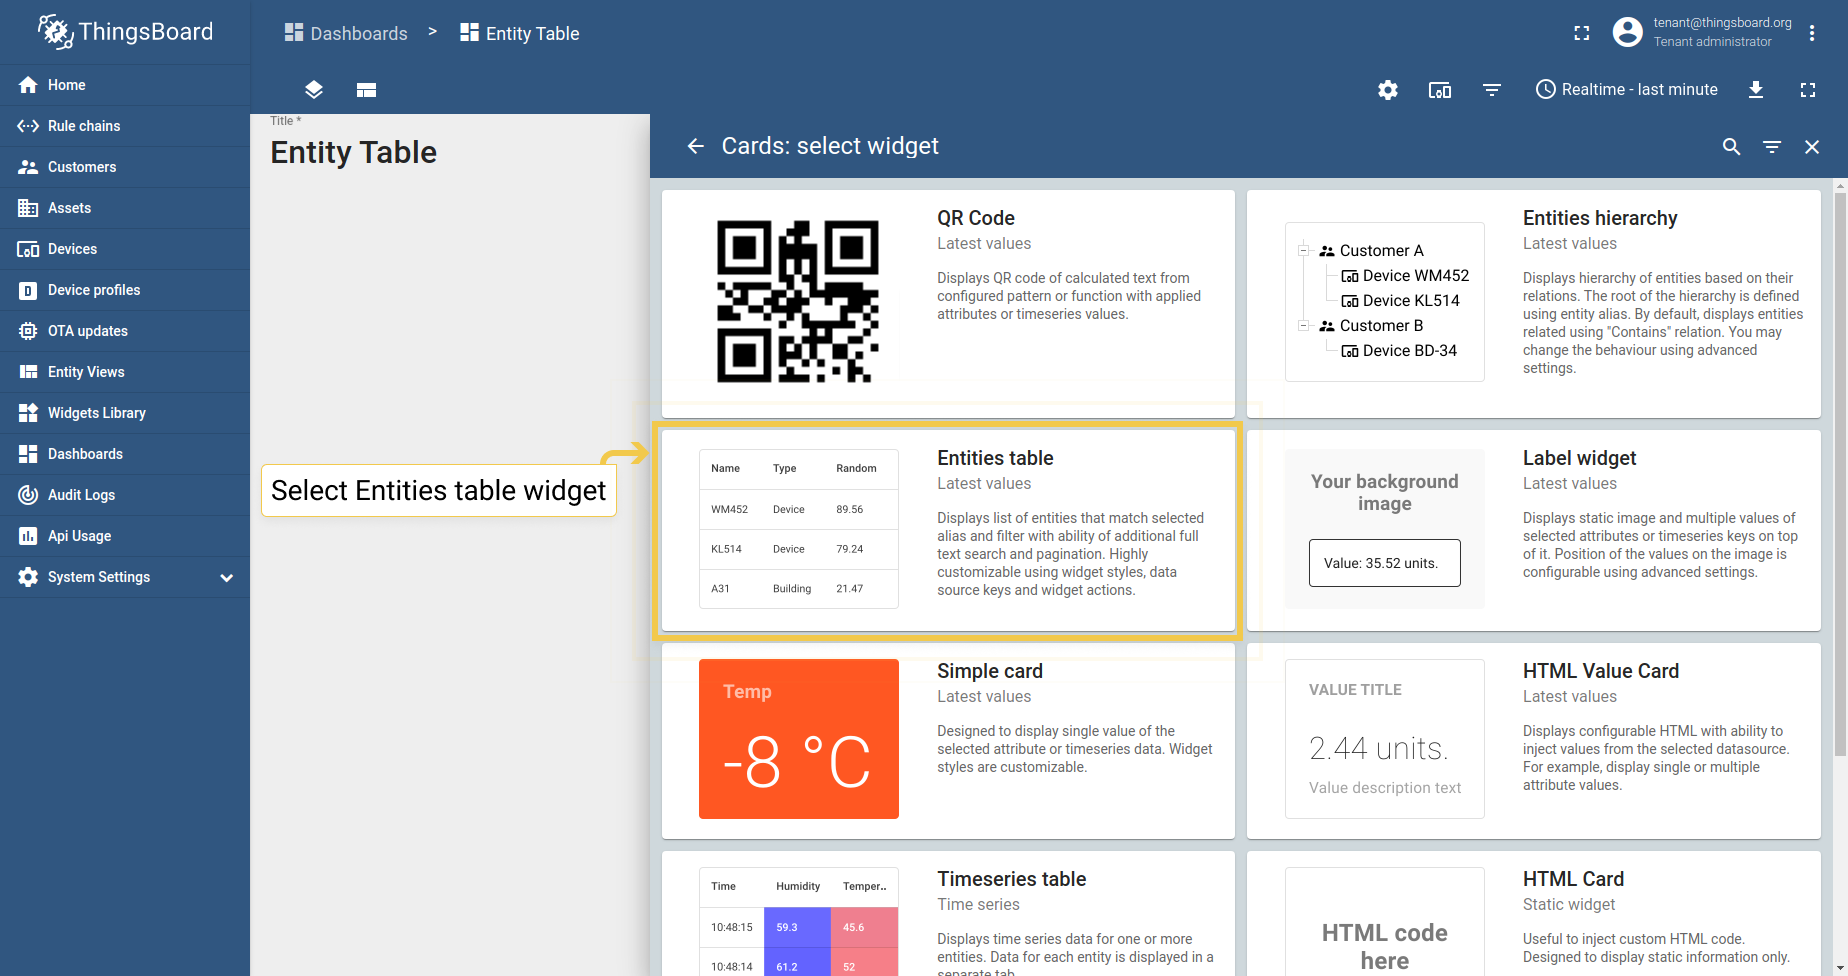 ThingsBoard
Dashboards > Entity Table
tenant@thingsboard.org
Tenant administrator
Home
Rule chains
Customers
Assets
Devices
Device profiles
OTA updates
Entity Views
Widgets Library
Dashboards
Audit Logs
Api Usage
System Settings
Realtime - last minute
Title *
Entity Table
Select Entities table widget
Cards: select widget
QR Code
Latest values
Displays QR code of calculated text from
configured pattern or function with applied
attributes or timeseries values.
Customer A
Device WM452
Device KL514
Customer B
Device BD-34
Entities hierarchy
Latest values
Displays hierarchy of entities based on their
relations. The root of the hierarchy is defined
using entity alias. By default, displays entities
related using "Contains" relation. You may
change the behaviour using advanced
settings.
Name Type Random
WM452 Device 89.56
KL514 Device 79.24
A31 Building 21.47
Entities table
Latest values
Displays list of entities that match selected
alias and filter with ability of additional full
text search and pagination. Highly
customizable using widget styles, data
source keys and widget actions.
Your background
image
Value: 35.52 units.
Label widget
Latest values
Displays static image and multiple values of
selected attributes or timeseries keys on top
of it. Position of the values on the image is
configurable using advanced settings.
Temp
-8 °C
Simple card
Latest values
Designed to display single value of the
selected attribute or timeseries data. Widget
styles are customizable.
VALUE TITLE
2.44 units.
Value description text
HTML Value Card
Latest values
Displays configurable HTML with ability to
inject values from the selected datasource.
For example, display single or multiple
attribute values.
Time Humidity Temper..
10:48:15 59.3 45.6
10:48:14 61.2 52
Timeseries table
Time series
Displays time series data for one or more
entities. Data for each entity is displayed in a
separate tab
HTML code
here
HTML Card
Static widget
Useful to inject custom HTML code.
Designed to display static information only.